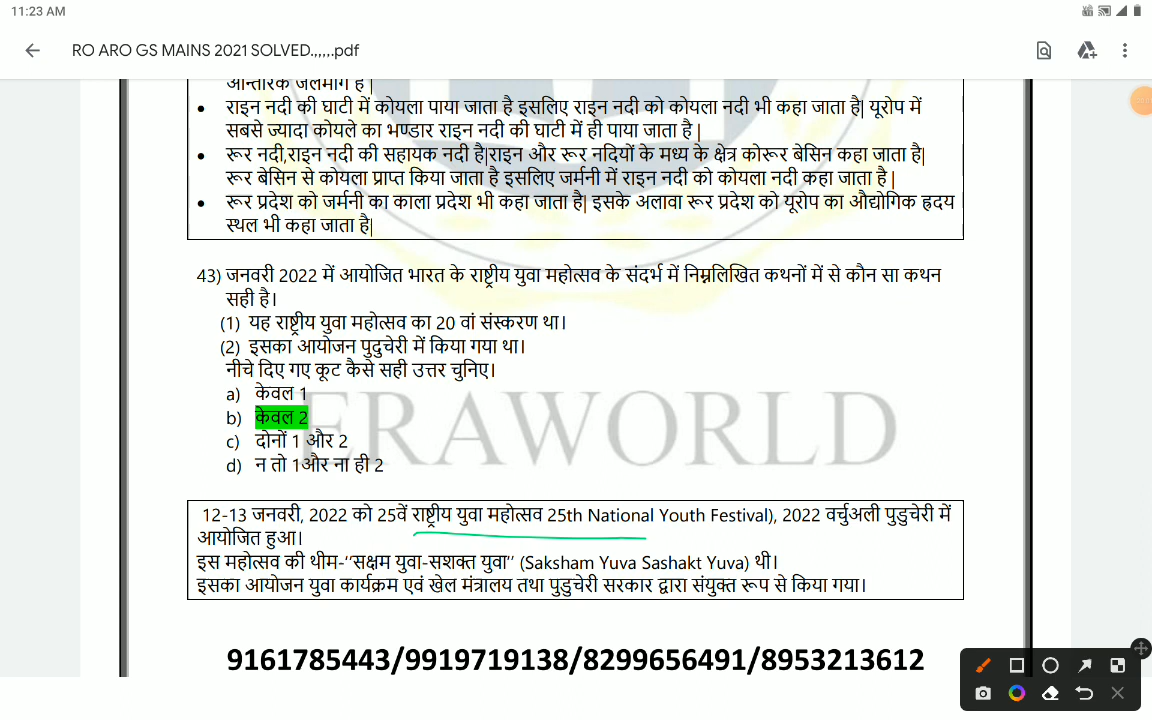 11:23 AM
RO ARO GS MAINS 2021 SOLVED.,,,,,.pdf
आन्तरिक जलमार्ग है|
• राइन नदी की घाटी में कोयला पाया जाता है इसलिए राइन नदी को कोयला नदी भी कहा जाता है| यूरोप में
सबसे ज्यादा कोयले का भण्डार राइन नदी की घाटी में ही पाया जाता है |
• रूर नदी,राइन नदी की सहायक नदी है|राइन और रूर नदियों के मध्य के क्षेत्र कोरूर बेसिन कहा जाता है|
रूर बेसिन से कोयला प्राप्त किया जाता है इसलिए जर्मनी में राइन नदी को कोयला नदी कहा जाता है |
• रूर प्रदेश को जर्मनी का काला प्रदेश भी कहा जाता है| इसके अलावा रूर प्रदेश को यूरोप का औद्योगिक ह्रदय
स्थल भी कहा जाता है|
43) जनवरी 2022 में आयोजित भारत के राष्ट्रीय युवा महोत्सव के संदर्भ में निम्नलिखित कथनों में से कौन सा कथन
सही है।
(1) यह राष्ट्रीय युवा महोत्सव का 20 वां संस्करण था।
(2) इसका आयोजन पुदुचेरी में किया गया था।
नीचे दिए गए कूट कैसे सही उत्तर चुनिए।
a) केवल 1
b) केवल 2
c) दोनों 1 और 2
d) न तो 1और ना ही 2
ERAWORLD
12-13 जनवरी, 2022 को 25वें राष्ट्रीय युवा महोत्सव 25th National Youth Festival), 2022 वर्चुअली पुडुचेरी में
आयोजित हुआ।
इस महोत्सव की थीम-‘‘सक्षम युवा-सशक्त युवा’’ (Saksham Yuva Sashakt Yuva) थी।
इसका आयोजन युवा कार्यक्रम एवं खेल मंत्रालय तथा पुडुचेरी सरकार द्वारा संयुक्त रूप से किया गया।
9161785443/9919719138/8299656491/8953213612